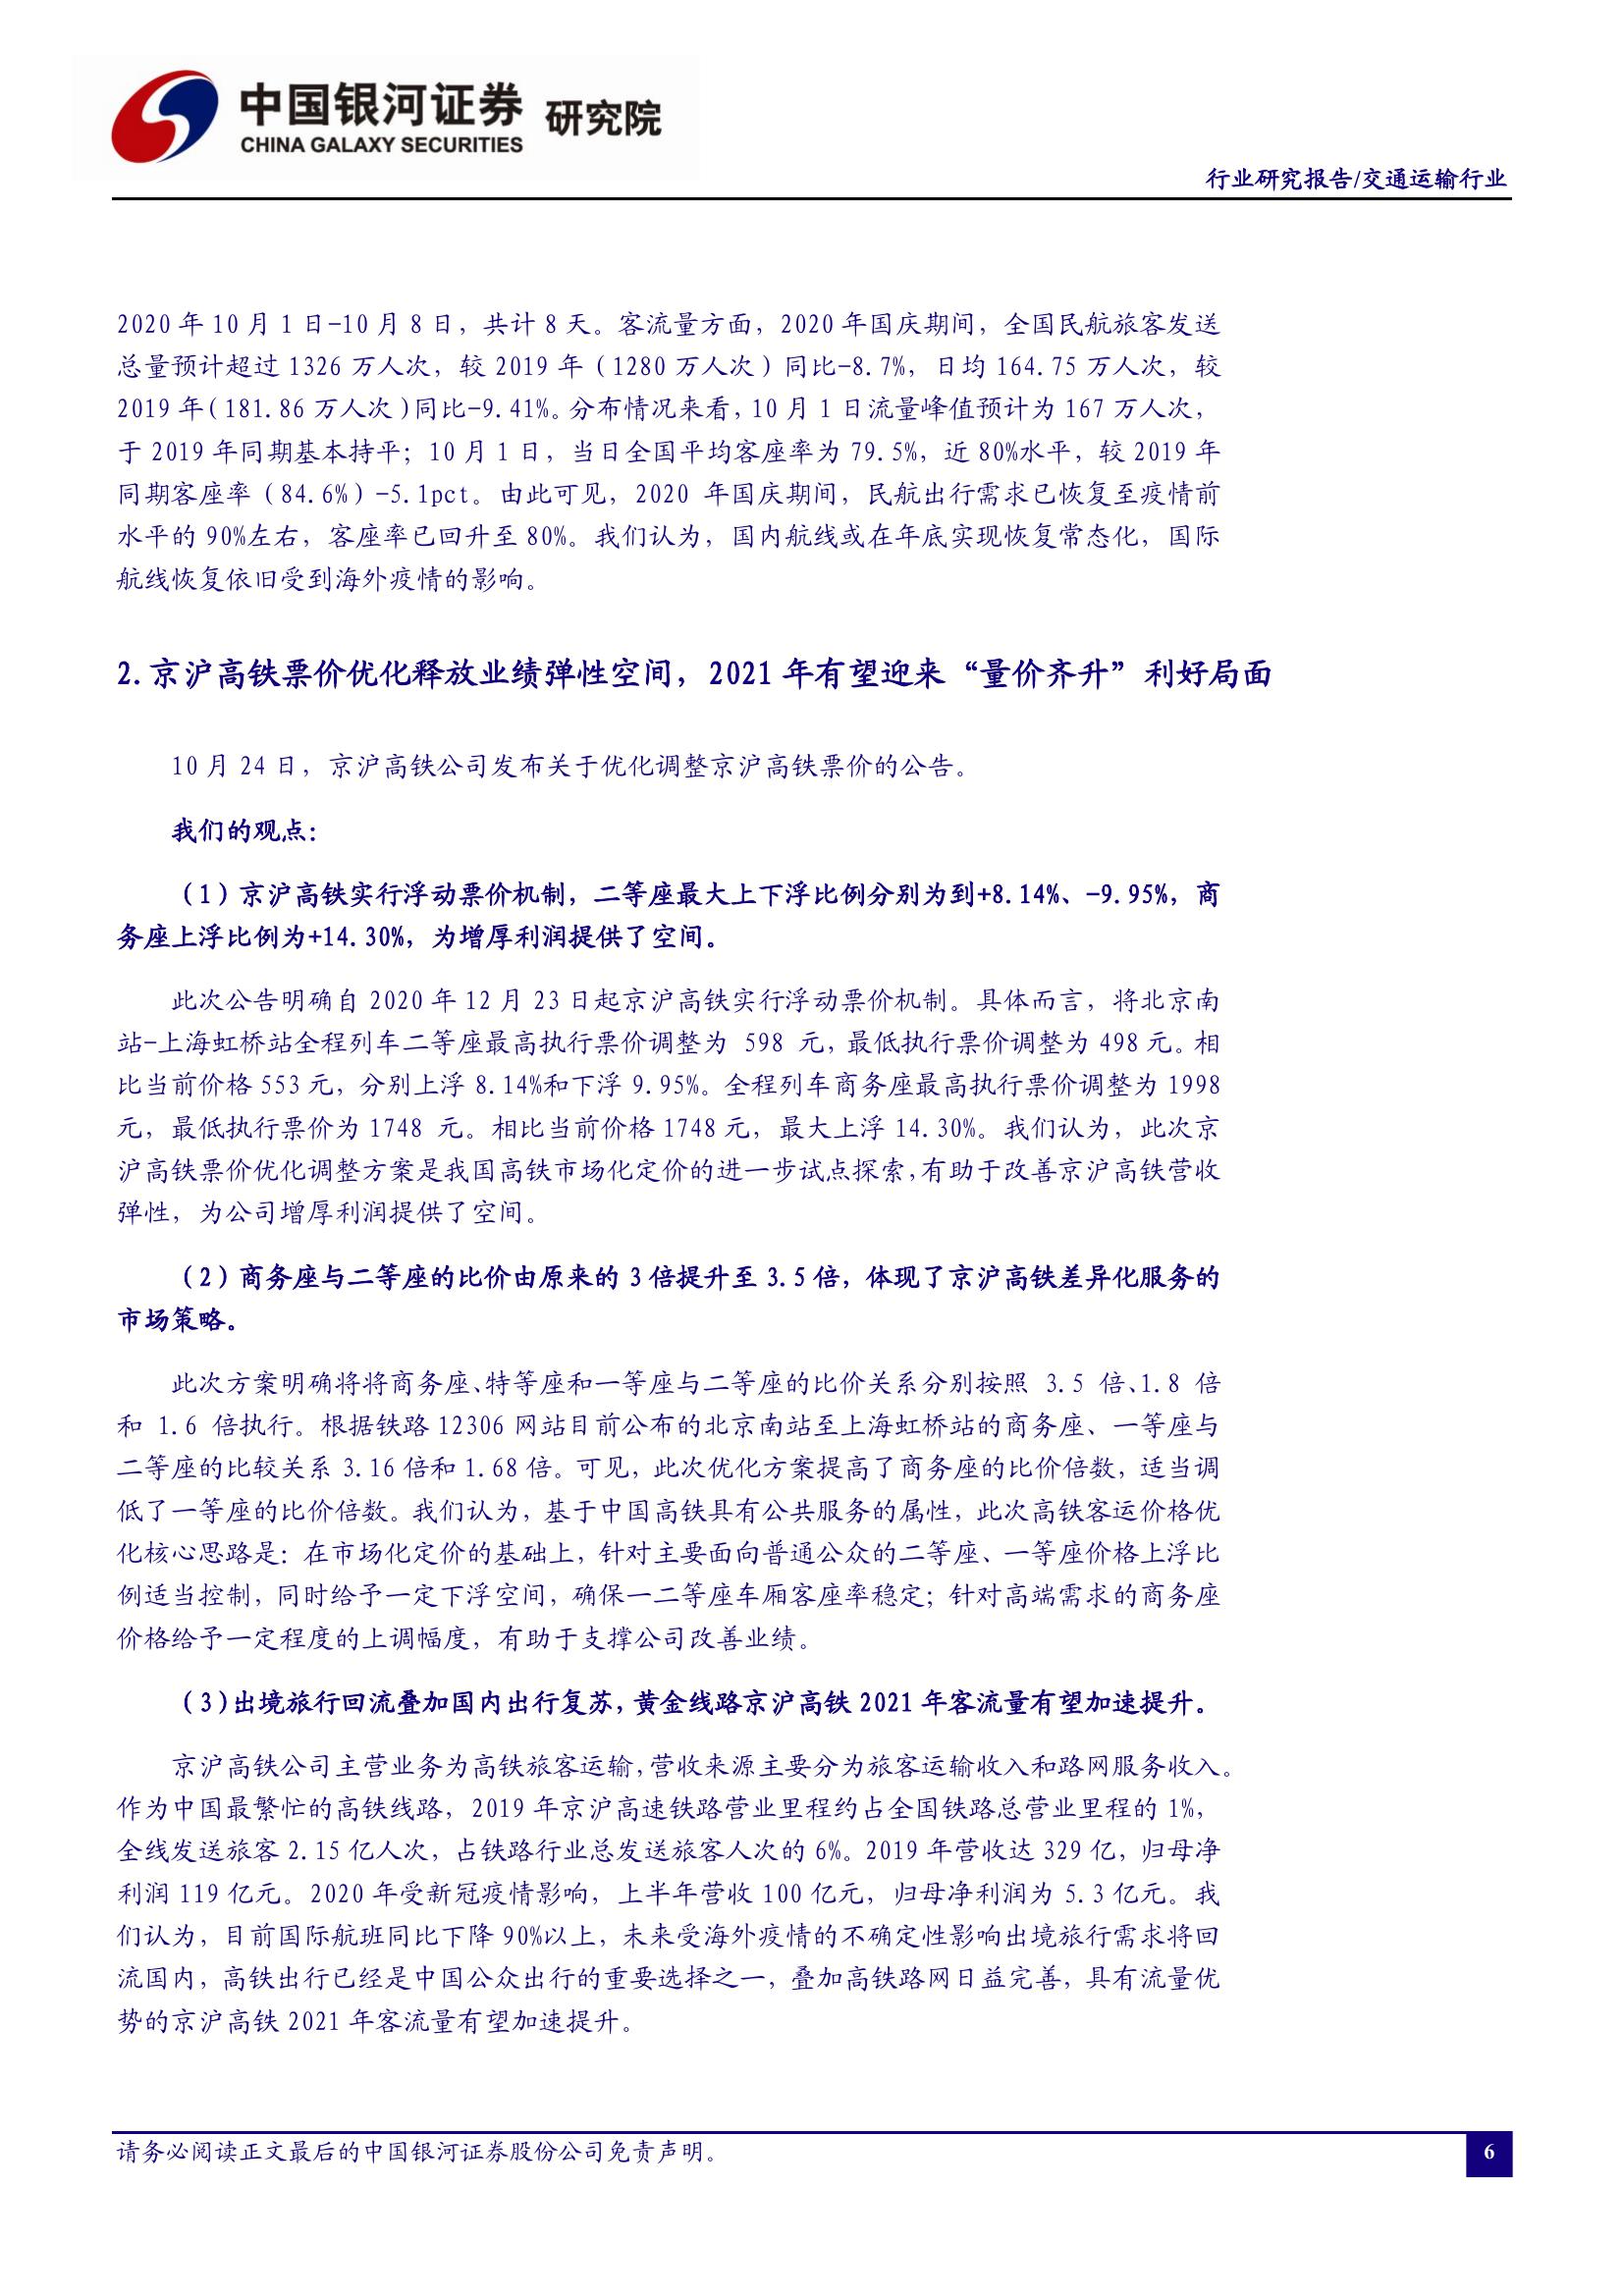 中国银河证券 研究院
CHINA GALAXY SECURITIES
行业研究报告/交通运输行业
2020 年 10 月 1 日-10 月 8 日，共计 8 天。客流量方面，2020 年国庆期间，全国民航旅客发送
总量预计超过 1326 万人次，较 2019 年（1280 万人次）同比-8.7%，日均 164.75 万人次，较
2019 年(181.86 万人次)同比-9.41%。分布情况来看，10 月 1 日流量峰值预计为 167 万人次，
于 2019 年同期基本持平；10 月 1 日，当日全国平均客座率为 79.5%，近 80%水平，较 2019 年
同期客座率（84.6%）-5.1pct。由此可见，2020 年国庆期间，民航出行需求已恢复至疫情前
水平的 90%左右，客座率已回升至 80%。我们认为，国内航线或在年底实现恢复常态化，国际
航线恢复依旧受到海外疫情的影响。
2.京沪高铁票价优化释放业绩弹性空间，2021 年有望迎来“量价齐升”利好局面
10 月 24 日，京沪高铁公司发布关于优化调整京沪高铁票价的公告。
我们的观点：
（1）京沪高铁实行浮动票价机制，二等座最大上下浮比例分别为到+8.14%、-9.95%，商
务座上浮比例为+14.30%，为增厚利润提供了空间。
此次公告明确自 2020 年 12 月 23 日起京沪高铁实行浮动票价机制。具体而言，将北京南
站-上海虹桥站全程列车二等座最高执行票价调整为 598 元，最低执行票价调整为 498 元。相
比当前价格 553 元，分别上浮 8.14%和下浮 9.95%。全程列车商务座最高执行票价调整为 1998
元，最低执行票价为 1748 元。相比当前价格 1748 元，最大上浮 14.30%。我们认为，此次京
沪高铁票价优化调整方案是我国高铁市场化定价的进一步试点探索，有助于改善京沪高铁营收
弹性，为公司增厚利润提供了空间。
（2）商务座与二等座的比价由原来的 3 倍提升至 3.5 倍，体现了京沪高铁差异化服务的
市场策略。
此次方案明确将将商务座、特等座和一等座与二等座的比价关系分别按照 3.5 倍、1.8 倍
和 1.6 倍执行。根据铁路 12306 网站目前公布的北京南站至上海虹桥站的商务座、一等座与
二等座的比较关系 3.16 倍和 1.68 倍。可见，此次优化方案提高了商务座的比价倍数，适当调
低了一等座的比价倍数。我们认为，基于中国高铁具有公共服务的属性，此次高铁客运价格优
化核心思路是：在市场化定价的基础上，针对主要面向普通公众的二等座、一等座价格上浮比
例适当控制，同时给予一定下浮空间，确保一二等座车厢客座率稳定；针对高端需求的商务座
价格给予一定程度的上调幅度，有助于支撑公司改善业绩。
（3)出境旅行回流叠加国内出行复苏，黄金线路京沪高铁 2021 年客流量有望加速提升。
京沪高铁公司主营业务为高铁旅客运输，营收来源主要分为旅客运输收入和路网服务收入。
作为中国最繁忙的高铁线路，2019 年京沪高速铁路营业里程约占全国铁路总营业里程的 1%，
全线发送旅客 2.15 亿人次，占铁路行业总发送旅客人次的 6%。2019 年营收达 329 亿，归母净
利润 119 亿元。2020 年受新冠疫情影响，上半年营收 100 亿元，归母净利润为 5.3 亿元。我
们认为，目前国际航班同比下降 90%以上，未来受海外疫情的不确定性影响出境旅行需求将回
流国内，高铁出行已经是中国公众出行的重要选择之一，叠加高铁路网日益完善，具有流量优
势的京沪高铁 2021 年客流量有望加速提升。
请务必阅读正文最后的中国银河证券股份公司免责声明。
6